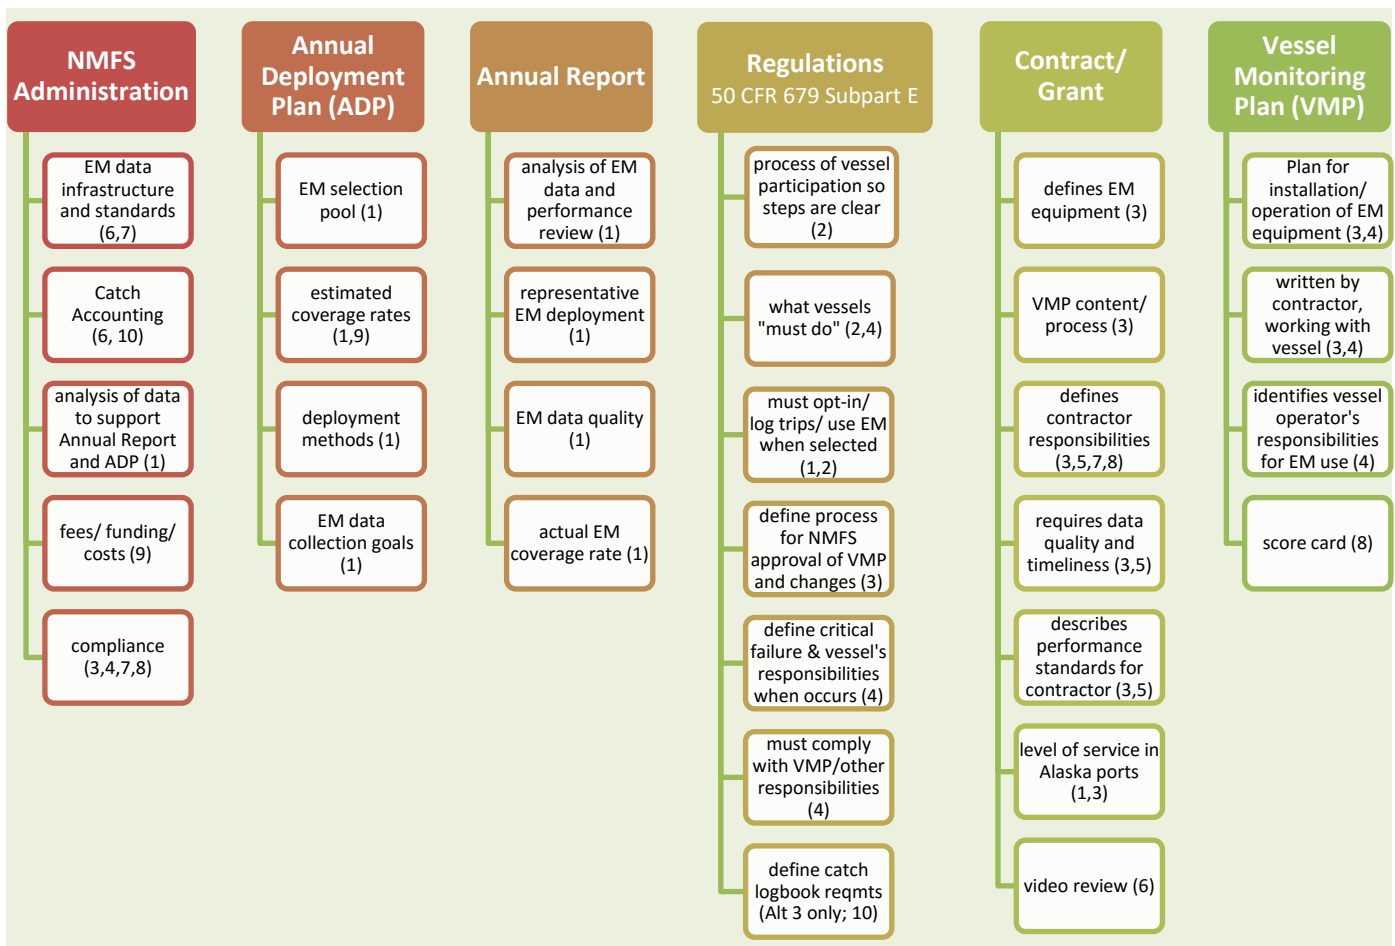 NMFS
Administration
EM data
infrastructure
and standards
(6,7)
Catch
Accounting
(6, 10)
analysis of data
to support
Annual Report
and ADP (1)
fees/ funding/
costs (9)
compliance
(3,4,7,8)
Annual
Deployment
Plan (ADP)
EM selection
pool (1)
estimated
coverage rates
(1,9)
deployment
methods (1)
EM data
collection goals
(1)
Annual Report
analysis of EM
data and
performance
review (1)
representative
EM deployment
(1)
EM data quality
(1)
actual EM
coverage rate (1)
Regulations
50 CFR 679 Subpart E
process of vessel
participation so
steps are clear
(2)
what vessels
"must do" (2,4)
must opt-in/
log trips/ use EM
when selected
(1,2)
define process
for NMFS
approval of VMP
and changes (3)
define critical
failure & vessel's
responsibilities
when occurs (4)
must comply
with VMP/other
responsibilities
(4)
define catch
logbook reqmts
(Alt 3 only; 10)
Contract/
Grant
defines EM
equipment (3)
VMP content/
process (3)
defines
contractor
responsibilities
(3,5,7,8)
requires data
quality and
timeliness (3,5)
describes
performance
standards for
contractor (3,5)
level of service in
Alaska ports
(1,3)
video review (6)
Vessel
Monitoring
Plan (VMP)
Plan for
installation/
operation of EM
equipment (3,4)
written by
contractor,
working with
vessel (3,4)
identifies vessel
operator's
responsibilities
for EM use (4)
score card (8)